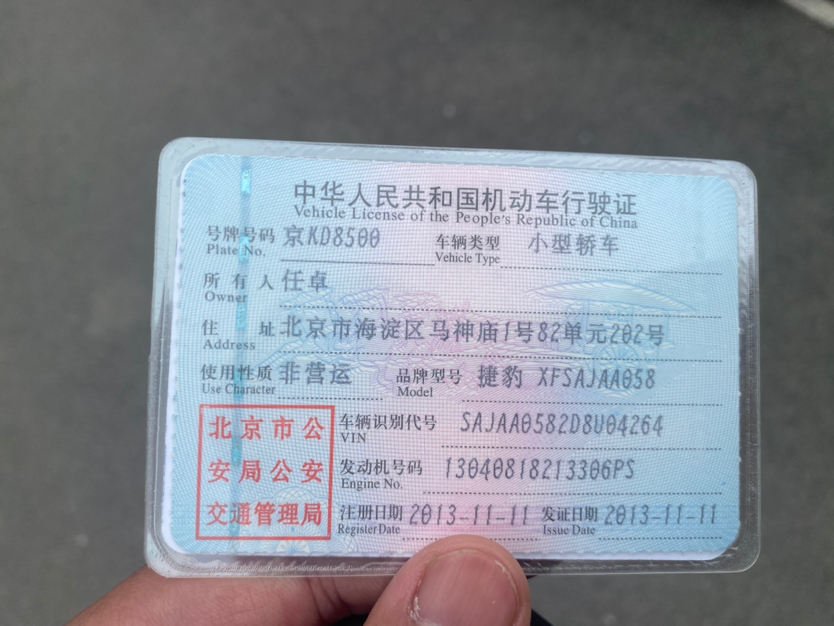 中华人民共和国机动车行驶证
Vehicle License of the People's Republic of China
号牌号码 京KD8500 车辆类型 小型轿车
Plate No. Vehicle Type
所有人 任卓
Owner
住址 北京市海淀区马神庙1号82单元202号
Address
使用性质 非营运 品牌型号 捷豹 XFSAJAA058
Use Character Model
北京市公 车辆识别代号 SAJAA0582D8U04264
VIN
安局公安 发动机号码 13040818213306PS
Engine No.
交通管理局 注册日期 2013-11-11 发证日期 2013-11-11
Register Date Issue Date